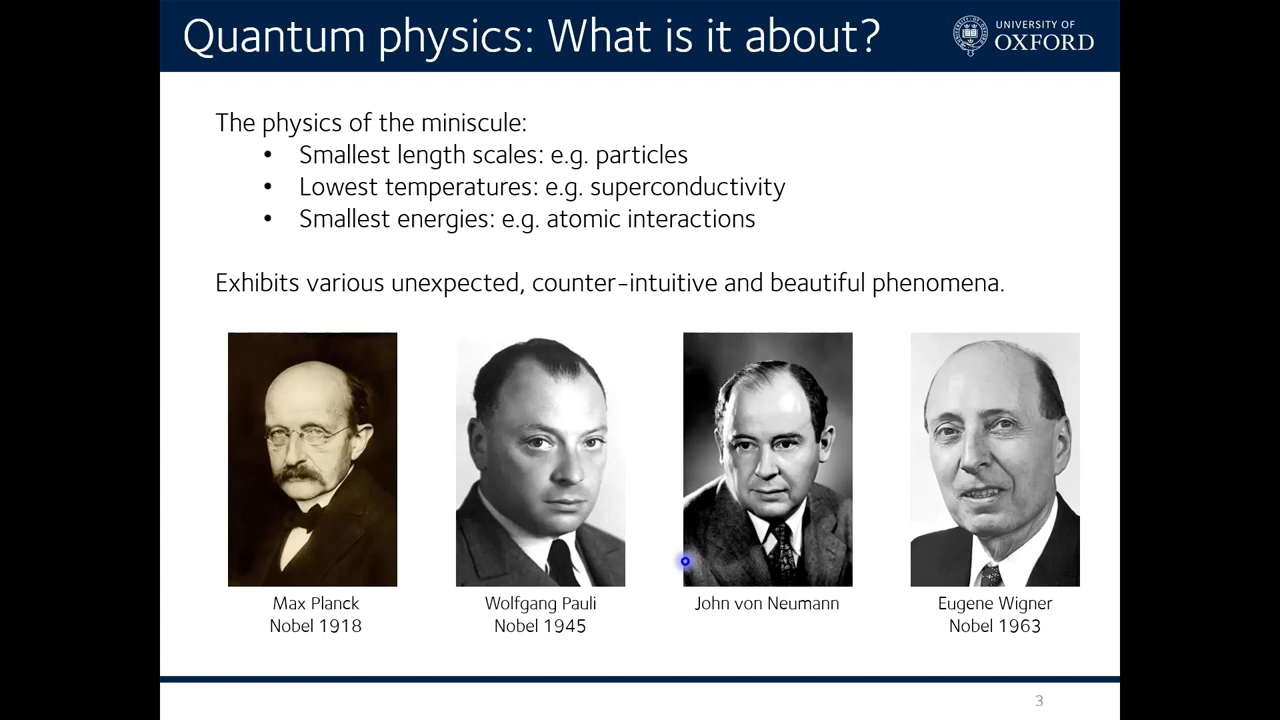 Quantum physics: What is it about?
UNIVERSITY OF
OXFORD
The physics of the miniscule:
• Smallest length scales: e.g. particles
• Lowest temperatures: e.g. superconductivity
• Smallest energies: e.g. atomic interactions
Exhibits various unexpected, counter-intuitive and beautiful phenomena.
Max Planck
Nobel 1918
Wolfgang Pauli
Nobel 1945
John von Neumann
Eugene Wigner
Nobel 1963
3